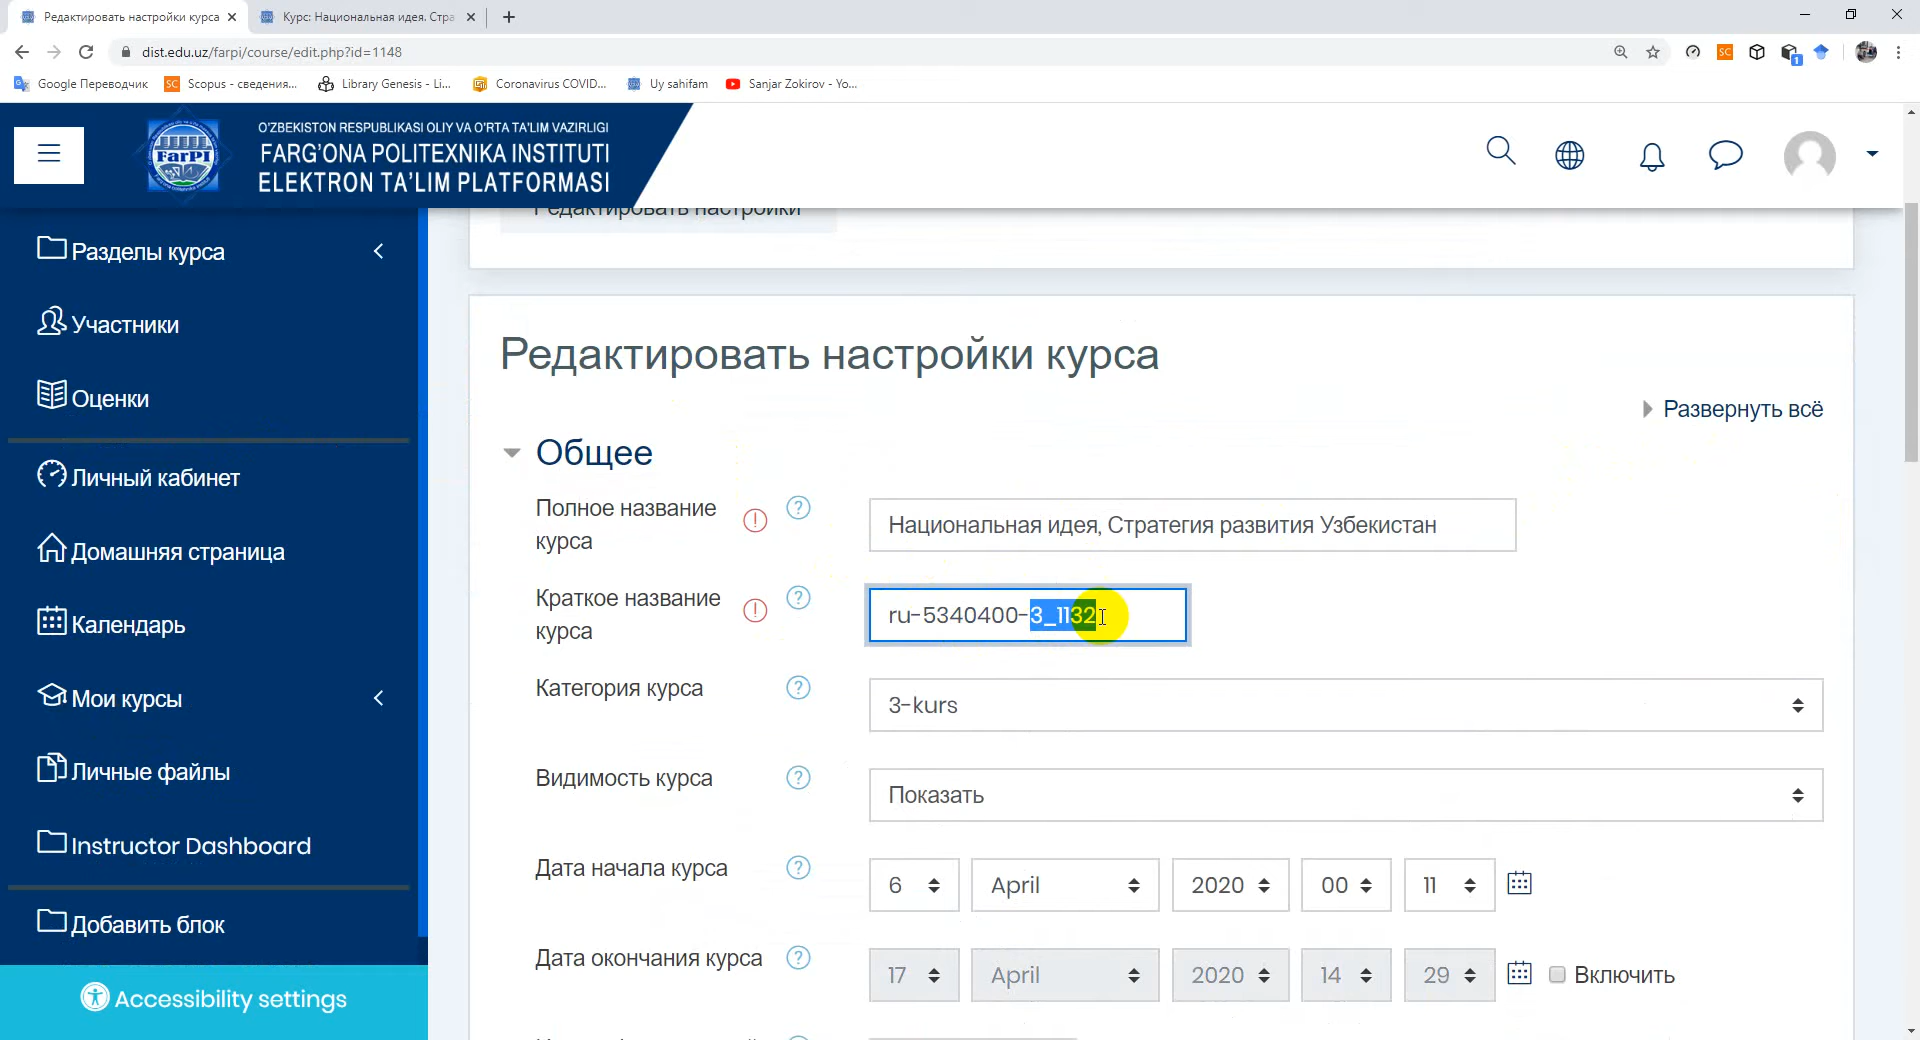 Редактировать настройки курса
Курс: Национальная идея. Стра
dist.edu.uz/farpi/course/edit.php?id=1148
Google Переводчик
Scopus - сведения...
Library Genesis - Li...
Coronavirus COVID...
Uy sahifam
Sanjar Zokirov - Yo...
O'ZBEKISTON RESPUBLIKASI OLIY VA O'RTA TA'LIM VAZIRLIGI
FARG'ONA POLITEXNIKA INSTITUTI
ELEKTRON TA'LIM PLATFORMASI
FarPI
Редактировать настройки
Разделы курса
Участники
Оценки
Личный кабинет
Домашняя страница
Календарь
Мои курсы
Личные файлы
Instructor Dashboard
Добавить блок
Accessibility settings
Редактировать настройки курса
Развернуть всё
Общее
Полное название курса
Национальная идея, Стратегия развития Узбекистан
Краткое название курса
ru-5340400-3_1132
Категория курса
3-kurs
Видимость курса
Показать
Дата начала курса
6 April 2020 00 11
Дата окончания курса
17 April 2020 14 29 Включить